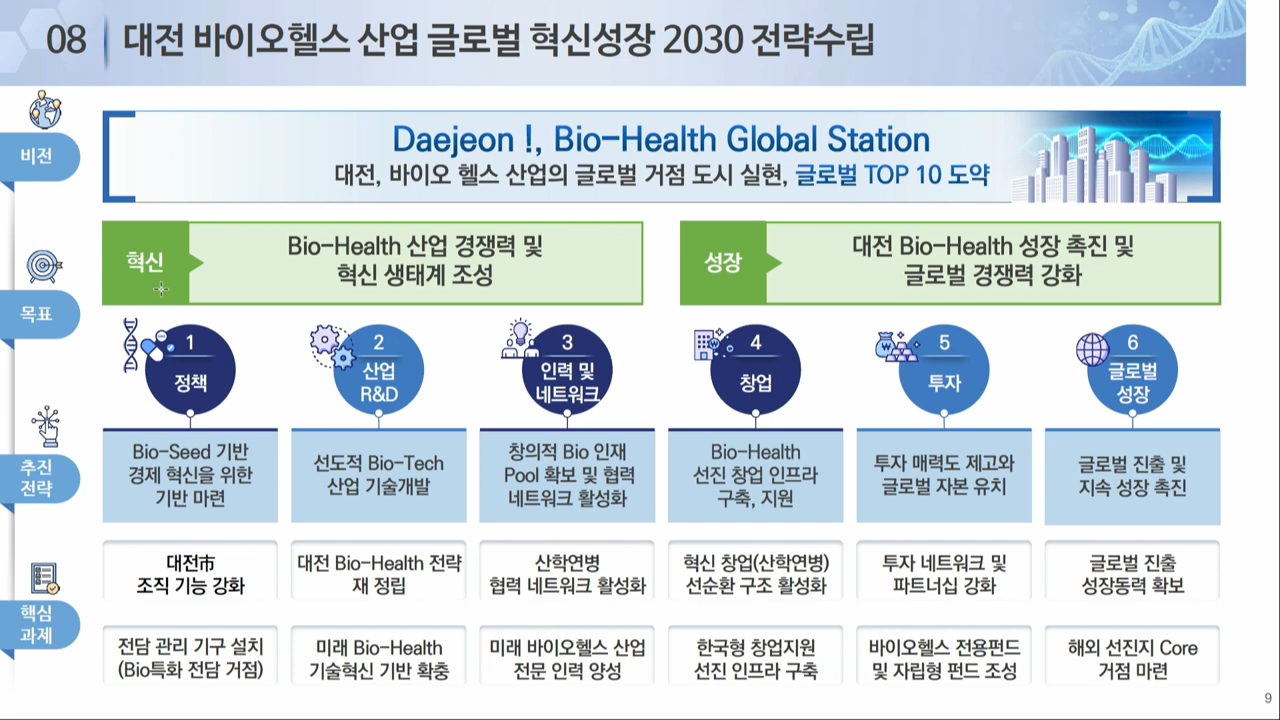 08
대전 바이오헬스 산업 글로벌 혁신성장 2030 전략수립
비전
Daejeon !, Bio-Health Global Station
대전, 바이오 헬스 산업의 글로벌 거점 도시 실현, 글로벌 TOP 10 도약
목표
혁신
Bio-Health 산업 경쟁력 및
혁신 생태계 조성
성장
대전 Bio-Health 성장 촉진 및
글로벌 경쟁력 강화
추진
전략
1
정책
Bio-Seed 기반
경제 혁신을 위한
기반 마련
2
산업
R&D
선도적 Bio-Tech
산업 기술개발
3
인력 및
네트워크
창의적 Bio 인재
Pool 확보 및 협력
네트워크 활성화
4
창업
Bio-Health
선진 창업 인프라
구축, 지원
5
투자
투자 매력도 제고와
글로벌 자본 유치
6
글로벌
성장
글로벌 진출 및
지속 성장 촉진
핵심
과제
대전市
조직 기능 강화
대전 Bio-Health 전략
재 정립
산학연병
협력 네트워크 활성화
혁신 창업(산학연병)
선순환 구조 활성화
투자 네트워크 및
파트너십 강화
글로벌 진출
성장동력 확보
전담 관리 기구 설치
(Bio특화 전담 거점)
미래 Bio-Health
기술혁신 기반 확충
미래 바이오헬스 산업
전문 인력 양성
한국형 창업지원
선진 인프라 구축
바이오헬스 전용펀드
및 자립형 펀드 조성
해외 선진지 Core
거점 마련
9